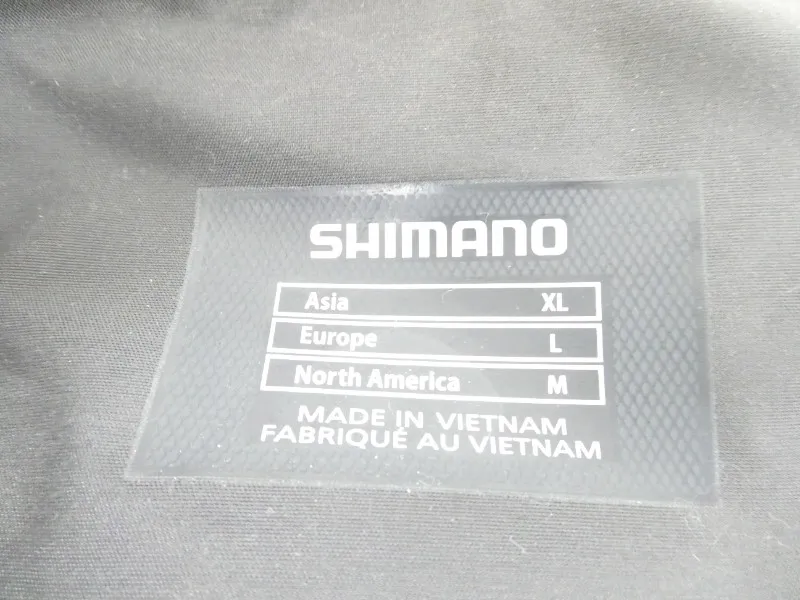 SHIMANO
Asia XL
Europe L
North America M
MADE IN VIETNAM
FABRIQUÉ AU VIETNAM